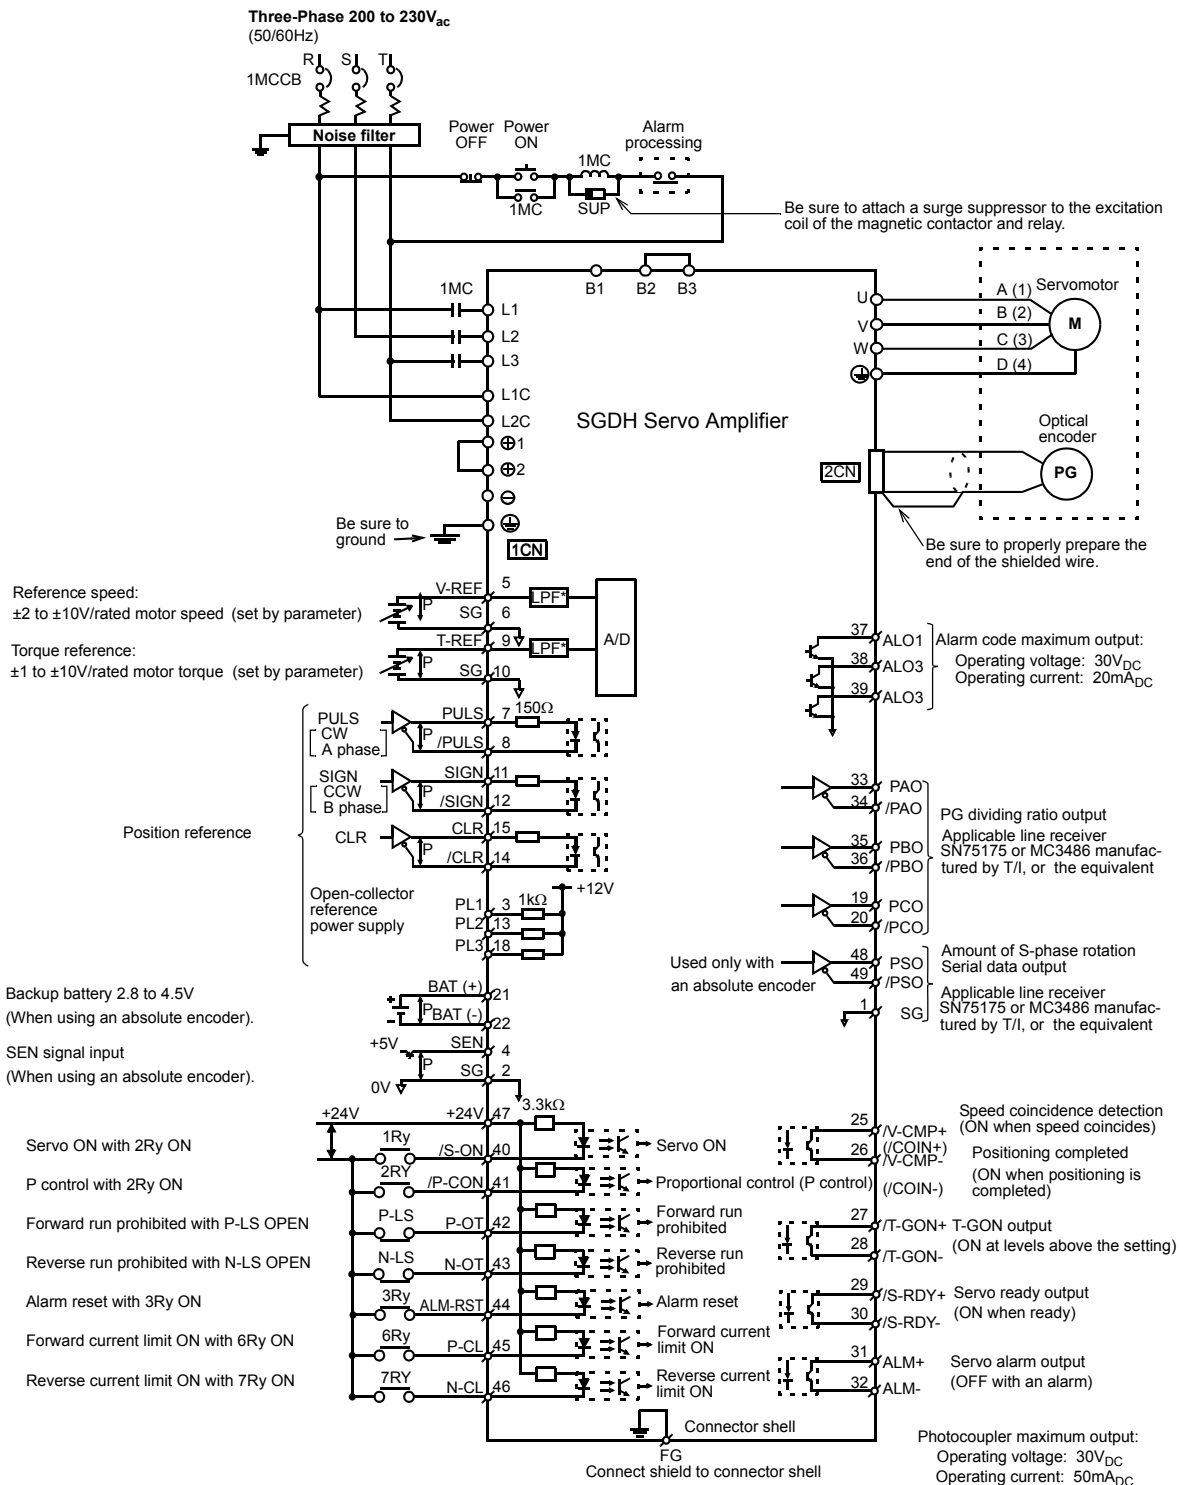 Three-Phase 200 to 230Vac
(50/60Hz)
R S T
1MCCB
Noise filter
Power OFF
Power ON
Alarm processing
1MC
1MC
SUP
Be sure to attach a surge suppressor to the excitation
coil of the magnetic contactor and relay.
B1 B2 B3
1MC
L1
L2
L3
L1C
L2C
⊕1
⊕2
⊖
Be sure to
ground
1CN
SGDH Servo Amplifier
U
V
W
A (1)
B (2)
C (3)
D (4)
Servomotor
M
Optical
encoder
PG
2CN
Be sure to properly prepare the
end of the shielded wire.
Reference speed:
±2 to ±10V/rated motor speed (set by parameter)
V-REF 5
P
SG 6
LPF*
Torque reference:
±1 to ±10V/rated motor torque (set by parameter)
T-REF 9
P
SG 10
LPF*
A/D
Position reference
PULS
CW
A phase
PULS 7
150Ω
P
/PULS 8
SIGN
CCW
B phase
SIGN 11
P
/SIGN 12
CLR
CLR 15
P
/CLR 14
Open-collector
reference
power supply
+12V
PL1 3 1kΩ
PL2 13
PL3 18
Backup battery 2.8 to 4.5V
(When using an absolute encoder).
+
-
BAT (+) 21
P
BAT (-) 22
SEN signal input
(When using an absolute encoder).
+5V
SEN 4
P
SG 2
0V
+24V
+24V 47
3.3kΩ
Servo ON with 2Ry ON
1Ry
/S-ON 40
Servo ON
P control with 2Ry ON
2RY
/P-CON 41
Proportional control (P control)
Forward run prohibited with P-LS OPEN
P-LS
P-OT 42
Forward run
prohibited
Reverse run prohibited with N-LS OPEN
N-LS
N-OT 43
Reverse run
prohibited
Alarm reset with 3Ry ON
3Ry
ALM-RST 44
Alarm reset
Forward current limit ON with 6Ry ON
6Ry
P-CL 45
Forward current
limit ON
Reverse current limit ON with 7Ry ON
7RY
N-CL 46
Reverse current
limit ON
Connector shell
FG
Connect shield to connector shell
37 ALO1
38 ALO3
39 ALO3
Alarm code maximum output:
Operating voltage: 30VDC
Operating current: 20mADC
33 PAO
34 /PAO
35 PBO
36 /PBO
19 PCO
20 /PCO
PG dividing ratio output
Applicable line receiver
SN75175 or MC3486 manufac-
tured by T/I, or the equivalent
Used only with
an absolute encoder
48 PSO
49 /PSO
1 SG
Amount of S-phase rotation
Serial data output
Applicable line receiver
SN75175 or MC3486 manufac-
tured by T/I, or the equivalent
25 /V-CMP+
(/COIN+)
26 /V-CMP-
(/COIN-)
Speed coincidence detection
(ON when speed coincides)
Positioning completed
(ON when positioning is
completed)
27 /T-GON+
28 /T-GON-
T-GON output
(ON at levels above the setting)
29 /S-RDY+
30 /S-RDY-
Servo ready output
(ON when ready)
31 ALM+
32 ALM-
Servo alarm output
(OFF with an alarm)
Photocoupler maximum output:
Operating voltage: 30VDC
Operating current: 50mADC